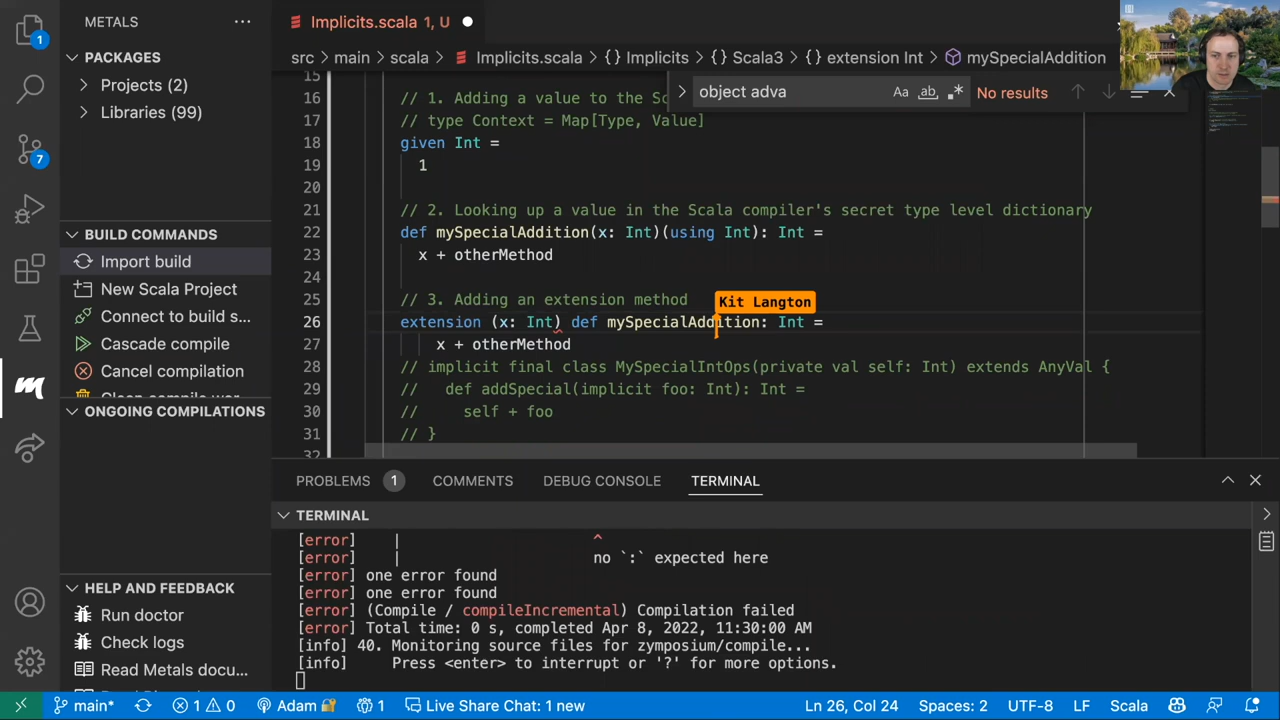 METALS
PACKAGES
Projects (2)
Libraries (99)
BUILD COMMANDS
Import build
New Scala Project
Connect to build s...
Cascade compile
Cancel compilation
ONGOING COMPILATIONS
HELP AND FEEDBACK
Run doctor
Check logs
Read Metals docu...
1
7
Implicits.scala 1, U
src > main > scala > Implicits.scala > {} Implicits > {} Scala3 > {} extension Int > mySpecialAddition
object adva
Aa ab .*
No results
15
16 // 1. Adding a value to the Sc
17 // type Context = Map[Type, Value]
18 given Int =
19 1
20
21 // 2. Looking up a value in the Scala compiler's secret type level dictionary
22 def mySpecialAddition(x: Int)(using Int): Int =
23 x + otherMethod
24
25 // 3. Adding an extension method
Kit Langton
26 extension (x: Int) def mySpecialAddition: Int =
27 x + otherMethod
28 // implicit final class MySpecialIntOps(private val self: Int) extends AnyVal {
29 // def addSpecial(implicit foo: Int): Int =
30 // self + foo
31 // }
32
PROBLEMS 1 COMMENTS DEBUG CONSOLE TERMINAL
TERMINAL
[error] | ^
[error] | no `:` expected here
[error] one error found
[error] one error found
[error] (Compile / compileIncremental) Compilation failed
[error] Total time: 0 s, completed Apr 8, 2022, 11:30:00 AM
[info] 40. Monitoring source files for zymposium/compile...
[info] Press <enter> to interrupt or '?' for more options.
main* 1 0 Adam 1 Live Share Chat: 1 new Ln 26, Col 24 Spaces: 2 UTF-8 LF Scala